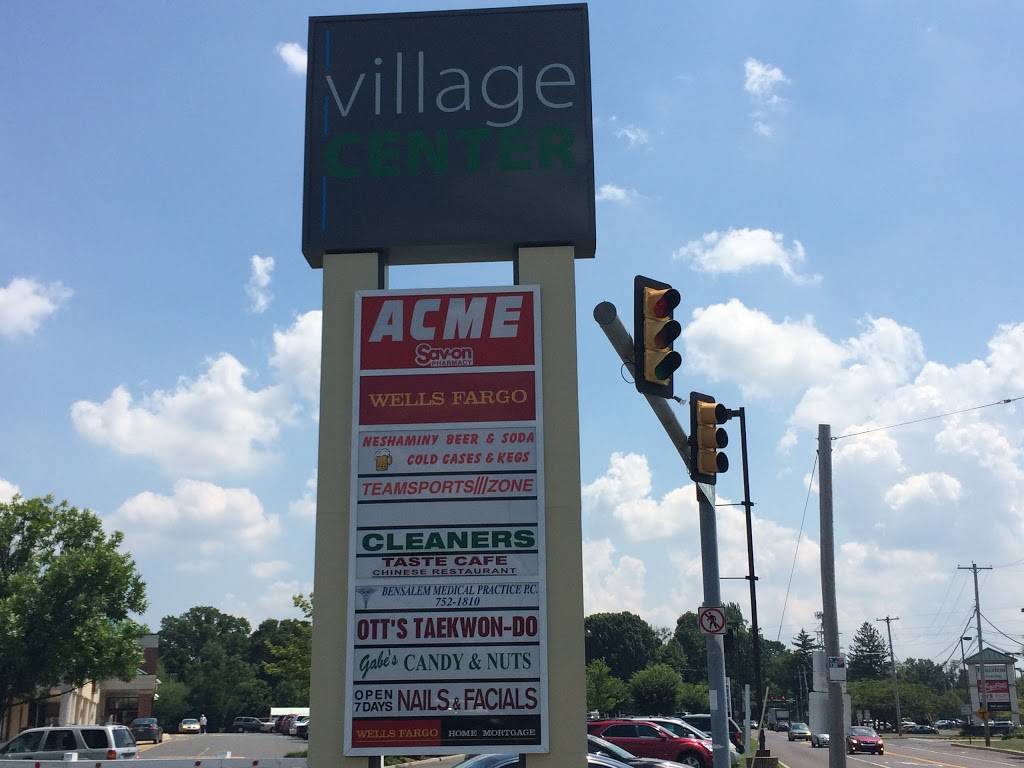 village
CENTER
ACME
Sav-on
PHARMACY
WELLS FARGO
NESHAMINY BEER & SODA
COLD CASES & KEGS
TEAMSPORTS///ZONE
CLEANERS
TASTE CAFE
CHINESE RESTAURANT
BENSALEM MEDICAL PRACTICE P.C.
752-1810
OTT'S TAEKWON-DO
Gabe's CANDY & NUTS
OPEN
7 DAYS NAILS & FACIALS
WELLS FARGO HOME MORTGAGE